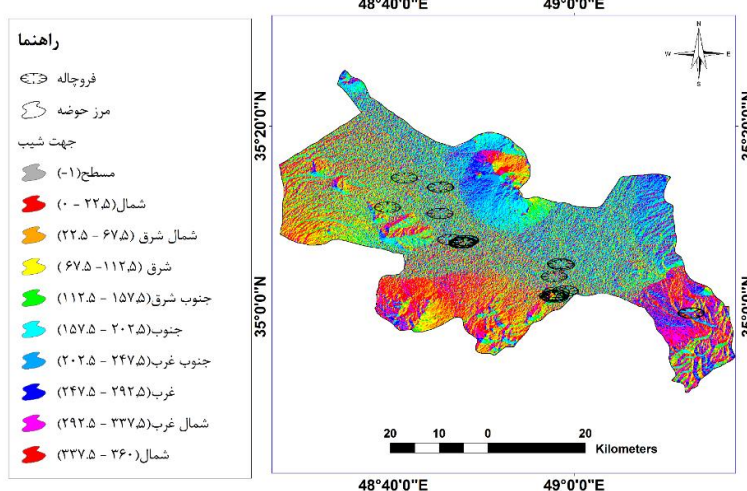 راهنما
فروچاله
مرز حوضه
جهت شیب
مسطح(۱-)
شمال(۲۲٫۵ - ۰)
شمال شرق (۶۷٫۵ - ۲۲.۵)
شرق (۱۱۲٫۵- ۶۷.۵)
جنوب شرق(۱۵۷٫۵ - ۱۱۲.۵)
جنوب(۲۰۲٫۵ - ۱۵۷.۵)
جنوب غرب(۲۴۷٫۵ - ۲۰۲.۵)
غرب(۲۹۲٫۵ - ۲۴۷.۵)
شمال غرب(۳۳۷٫۵ - ۲۹۲.۵)
شمال(۳۶۰ - ۳۳۷.۵)
48°40'0"E 49°0'0"E
N
W E
S
35°20'0"N
35°0'0"N
20 10 0 20
Kilometers
48°40'0"E 49°0'0"E